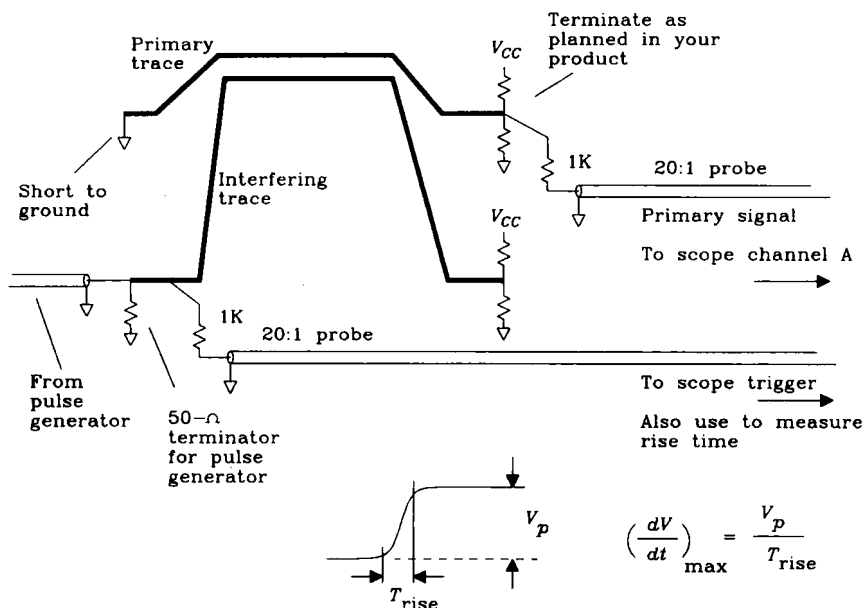 Primary
trace
V_CC
Terminate as
planned in your
product
Short to
ground
Interfering
trace
1K
20:1 probe
Primary signal
V_CC
To scope channel A
1K
20:1 probe
From
pulse
generator
50-Ω
terminator
for pulse
generator
To scope trigger
Also use to measure
rise time
V_p
T_rise
(dV/dt)_max = V_p/T_rise